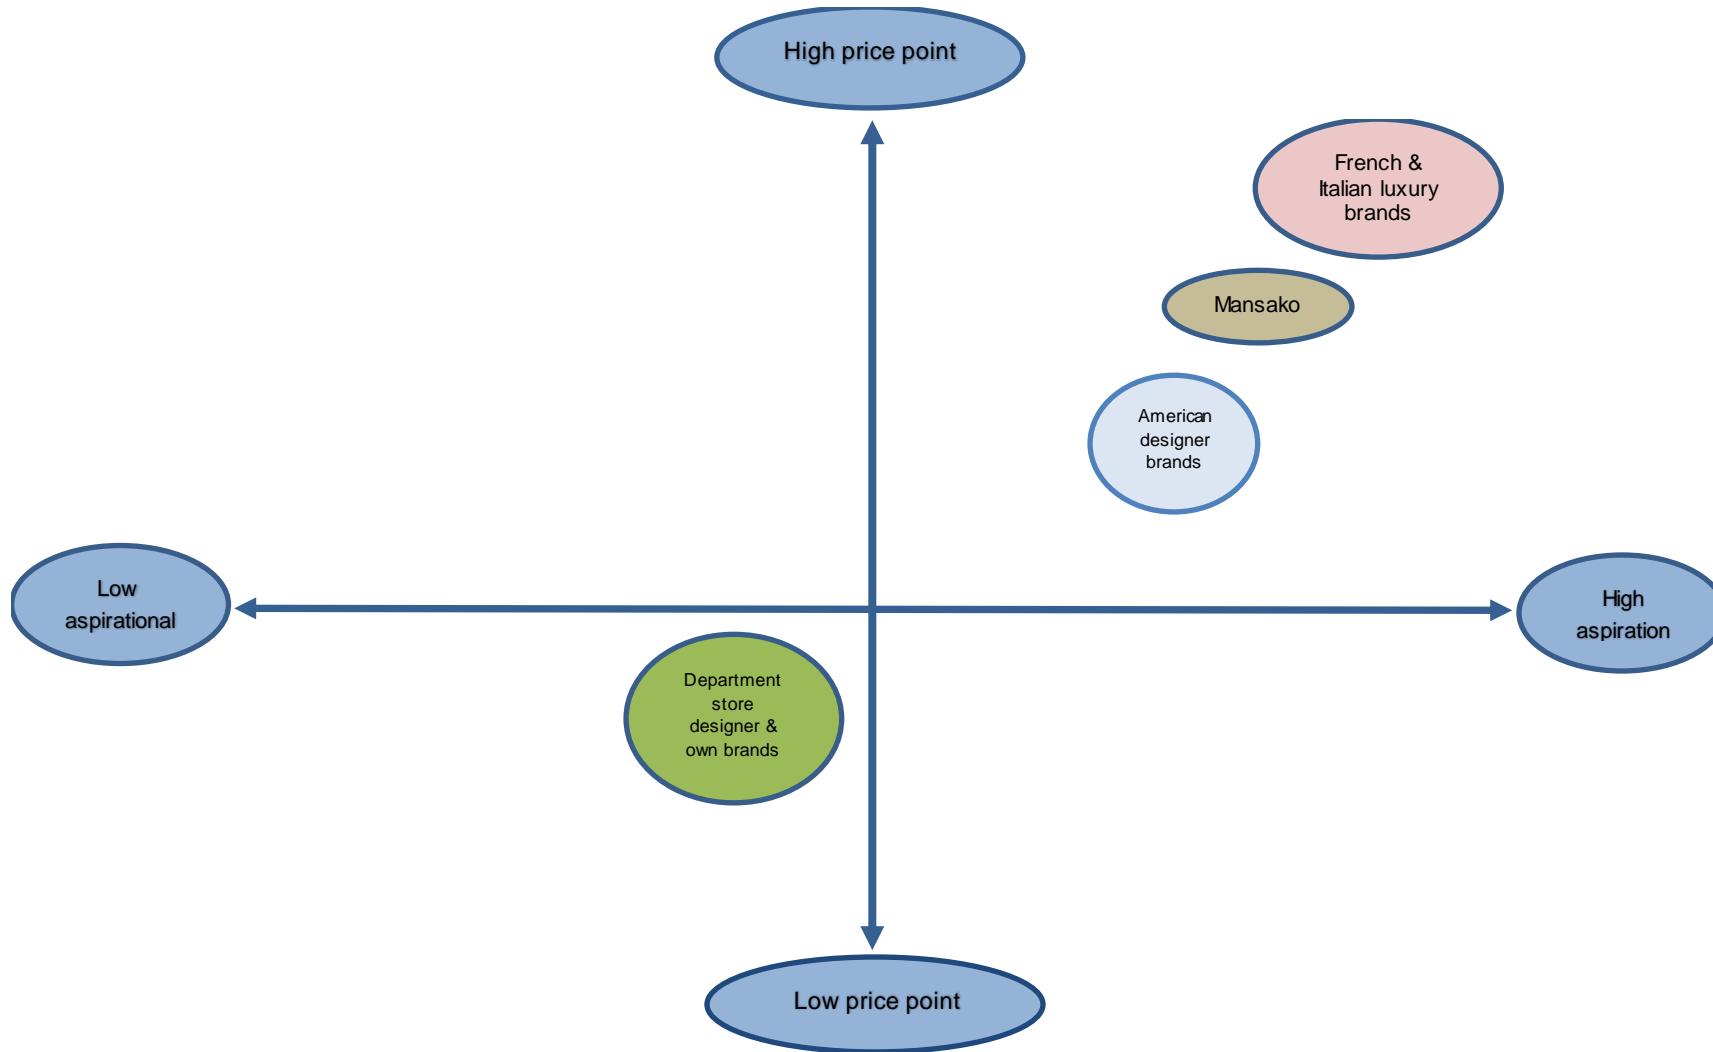 High price point
French &
Italian luxury
brands
Mansako
American
designer
brands
Low
aspirational
High
aspiration
Department
store
designer &
own brands
Low price point